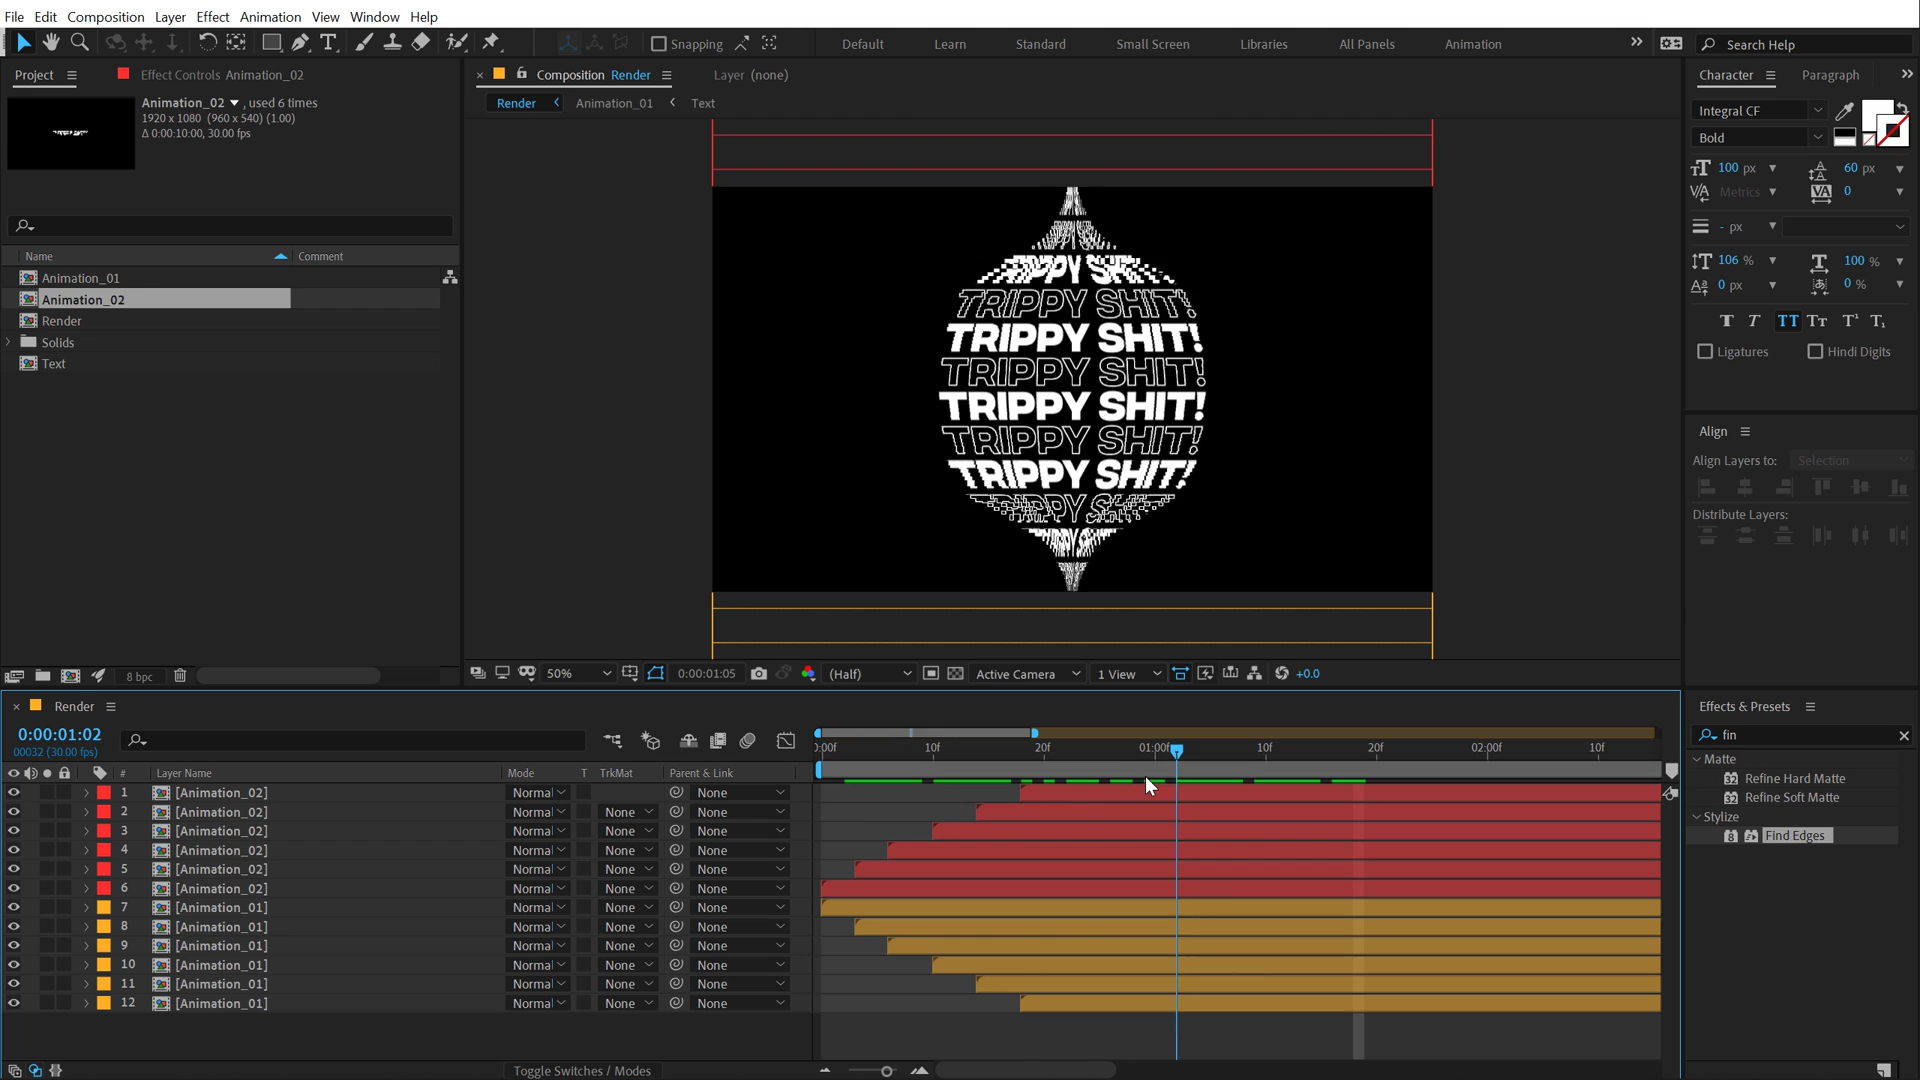 File Edit Composition Layer Effect Animation View Window Help
Snapping Default Learn Standard Small Screen Libraries All Panels Animation Search Help
Project Effect Controls Animation_02
Animation_02 , used 6 times
1920 x 1080 (960 x 540) (1.00)
Δ 0:00:10:00, 30.00 fps
Name Comment
Animation_01
Animation_02
Render
Solids
Text
8 bpc
Composition Render Layer (none)
Render Animation_01 Text
TRIPPY SHIT!
TRIPPY SHIT!
TRIPPY SHIT!
TRIPPY SHIT!
TRIPPY SHIT!
TRIPPY SHIT!
50% 0:00:01:05 (Half) Active Camera 1 View +0.0
Character Paragraph
Integral CF
Bold
100 px 60 px
Metrics 0
- px
106 % 100 %
0 px 0 %
Ligatures Hindi Digits
Align
Align Layers to: Selection
Distribute Layers:
Effects & Presets
fin
Matte
Refine Hard Matte
Refine Soft Matte
Stylize
Find Edges
Render
0:00:01:02
00032 (30.00 fps)
:00f 10f 20f 01:00f 10f 20f 02:00f 10f
# Layer Name Mode T TrkMat Parent & Link
1 [Animation_02] Normal None
2 [Animation_02] Normal None None
3 [Animation_02] Normal None None
4 [Animation_02] Normal None None
5 [Animation_02] Normal None None
6 [Animation_02] Normal None None
7 [Animation_01] Normal None None
8 [Animation_01] Normal None None
9 [Animation_01] Normal None None
10 [Animation_01] Normal None None
11 [Animation_01] Normal None None
12 [Animation_01] Normal None None
Toggle Switches / Modes